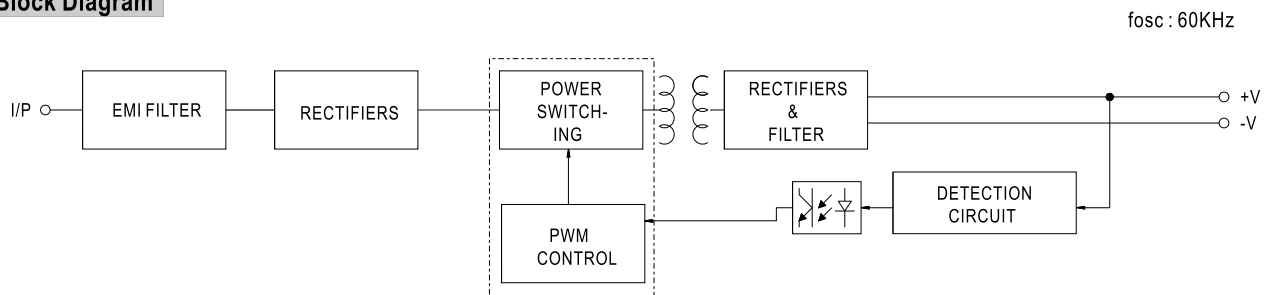 Block Diagram
fosc : 60KHz
I/P
EMI FILTER
RECTIFIERS
POWER
SWITCH-
ING
RECTIFIERS
&
FILTER
+V
-V
PWM
CONTROL
DETECTION
CIRCUIT